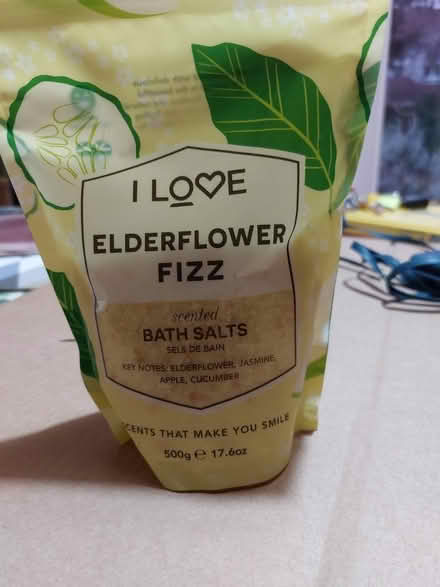 I LOVE
ELDERFLOWER
FIZZ
scented
BATH SALTS
SELS DE BAIN
KEY NOTES: ELDERFLOWER, JASMINE,
APPLE, CUCUMBER
SCENTS THAT MAKE YOU SMILE
500g ℮ 17.6oz